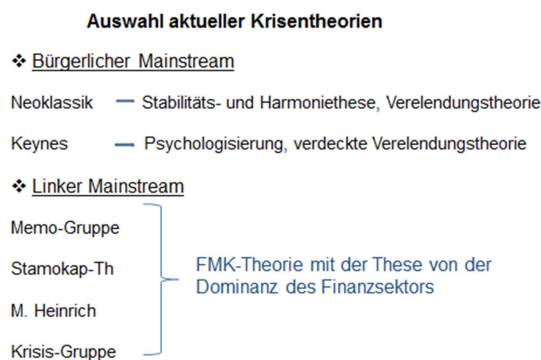 Auswahl aktueller Krisentheorien
❖ Bürgerlicher Mainstream
Neoklassik → Stabilitäts- und Harmoniethese, Verelendungstheorie
Keynes → Psychologisierung, verdeckte Verelendungstheorie
❖ Linker Mainstream
Memo-Gruppe
Stamokap-Th
M. Heinrich
Krisis-Gruppe
FMK-Theorie mit der These von der
Dominanz des Finanzsektors